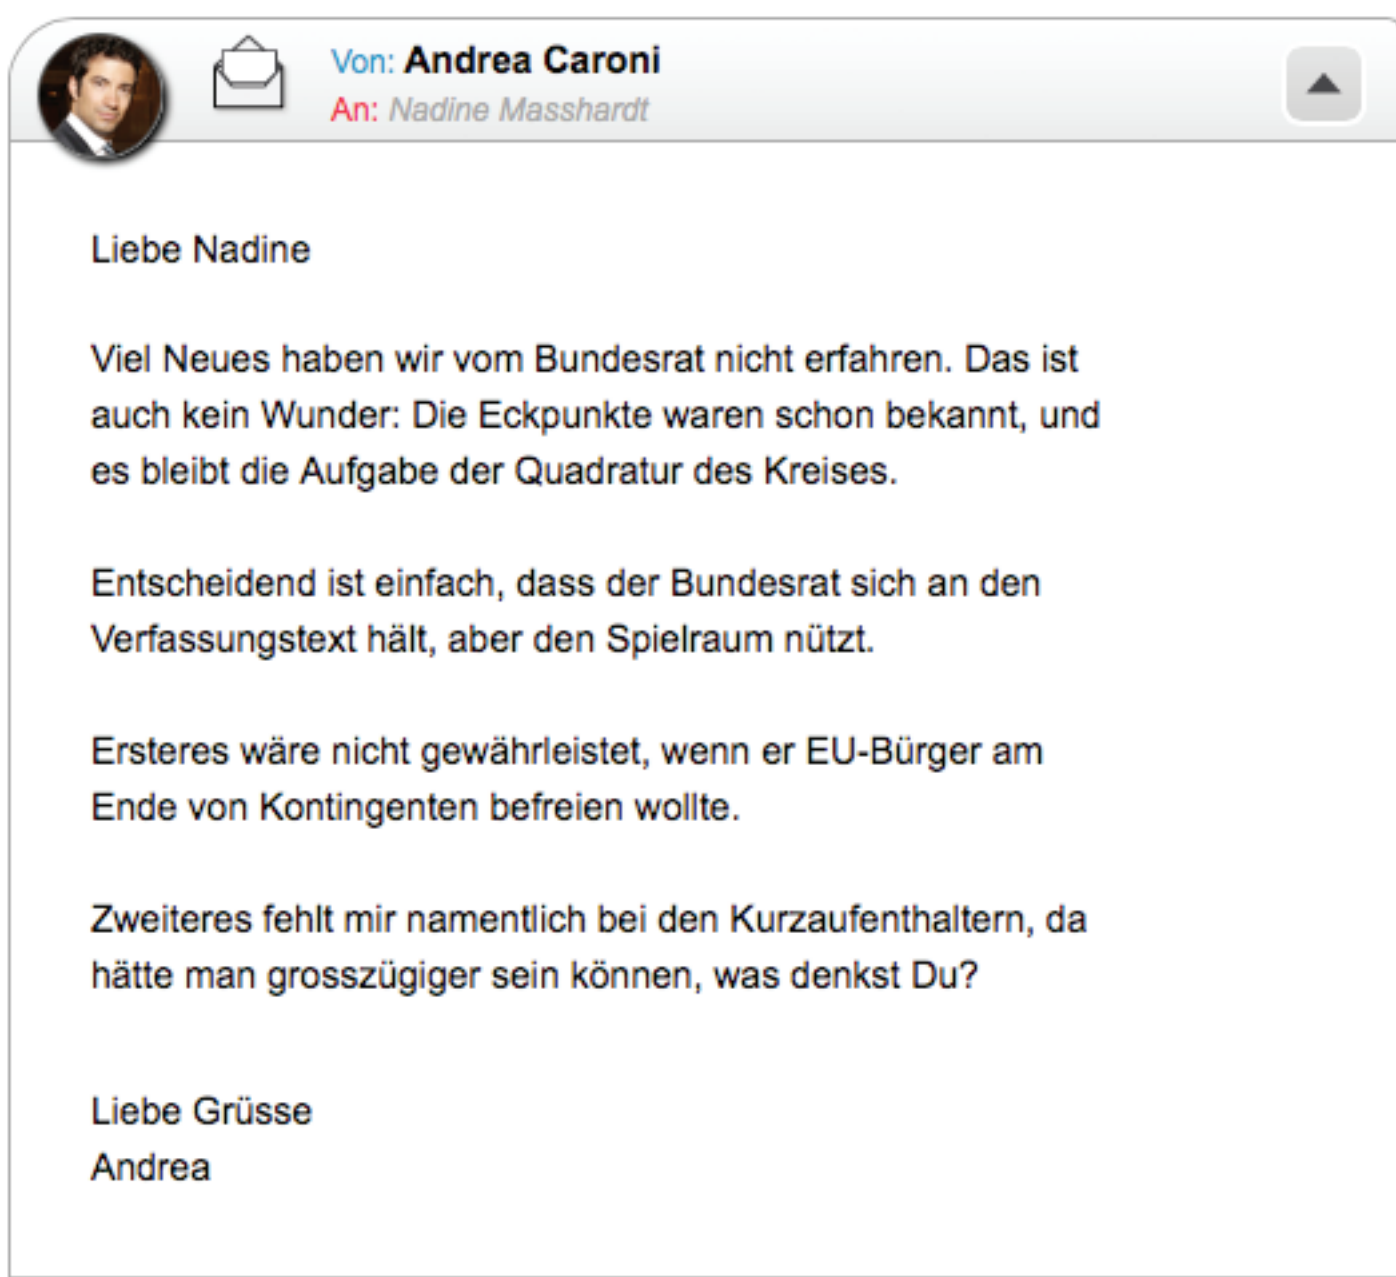 Von: Andrea Caroni
An: Nadine Masshardt
Liebe Nadine
Viel Neues haben wir vom Bundesrat nicht erfahren. Das ist
auch kein Wunder: Die Eckpunkte waren schon bekannt, und
es bleibt die Aufgabe der Quadratur des Kreises.
Entscheidend ist einfach, dass der Bundesrat sich an den
Verfassungstext hält, aber den Spielraum nützt.
Ersteres wäre nicht gewährleistet, wenn er EU-Bürger am
Ende von Kontingenten befreien wollte.
Zweiteres fehlt mir namentlich bei den Kurzaufenthaltern, da
hätte man grosszügiger sein können, was denkst Du?
Liebe Grüsse
Andrea